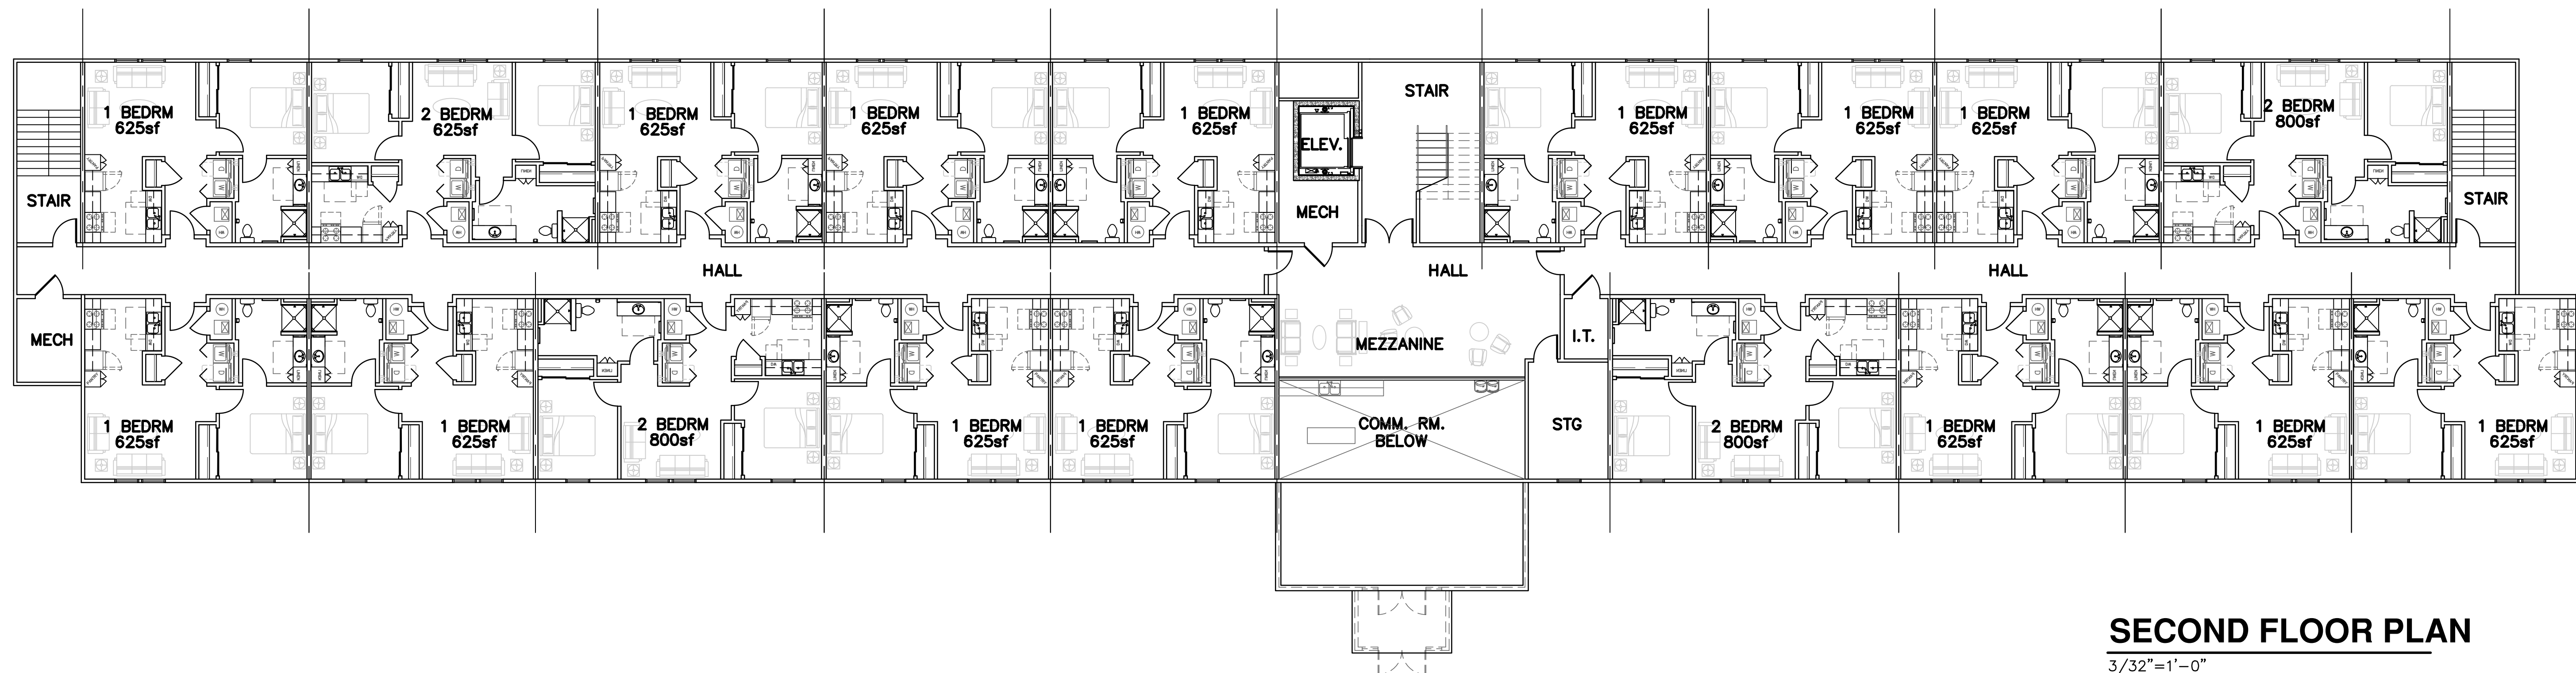 STAIR
1 BEDRM
625sf
2 BEDRM
625sf
1 BEDRM
625sf
1 BEDRM
625sf
1 BEDRM
625sf
ELEV.
MECH
STAIR
1 BEDRM
625sf
1 BEDRM
625sf
1 BEDRM
625sf
2 BEDRM
800sf
STAIR
HALL
HALL
HALL
MECH
1 BEDRM
625sf
1 BEDRM
625sf
2 BEDRM
800sf
1 BEDRM
625sf
1 BEDRM
625sf
MEZZANINE
COMM. RM.
BELOW
I.T.
STG
2 BEDRM
800sf
1 BEDRM
625sf
1 BEDRM
625sf
1 BEDRM
625sf
SECOND FLOOR PLAN
3/32"=1'-0"